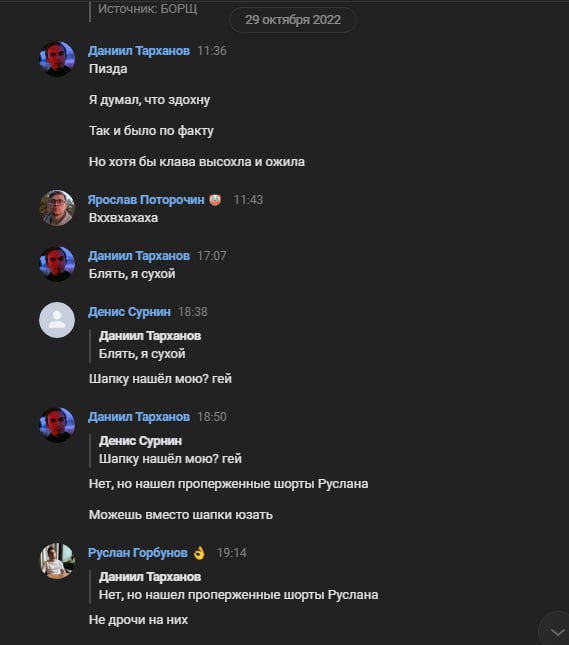 Источник: БОРЩ
29 октября 2022
Даниил Тарханов 11:36
Пизда
Я думал, что здохну
Так и было по факту
Но хотя бы клава высохла и ожила
Ярослав Поторочин 11:43
Вххвхахаха
Даниил Тарханов 17:07
Блять, я сухой
Денис Сурнин 18:38
Даниил Тарханов
Блять, я сухой
Шапку нашёл мою? гей
Даниил Тарханов 18:50
Денис Сурнин
Шапку нашёл мою? гей
Нет, но нашел проперженные шорты Руслана
Можешь вместо шапки юзать
Руслан Горбунов 👌 19:14
Даниил Тарханов
Нет, но нашел проперженные шорты Руслана
Не дрочи на них